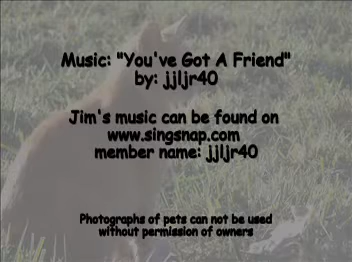 Music: "You've Got A Friend"
by: jjljr40
Jim's music can be found on
www.singsnap.com
member name: jjljr40
Photographs of pets can not be used
without permission of owners